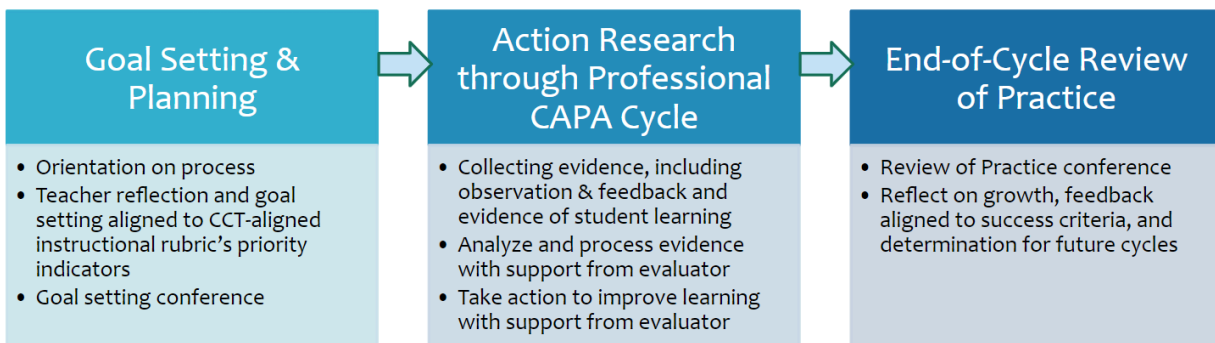 Goal Setting &
Planning
• Orientation on process
• Teacher reflection and goal
setting aligned to CCT-aligned
instructional rubric's priority
indicators
• Goal setting conference
Action Research
through Professional
CAPA Cycle
• Collecting evidence, including
observation & feedback and
evidence of student learning
• Analyze and process evidence
with support from evaluator
• Take action to improve learning
with support from evaluator
End-of-Cycle Review
of Practice
• Review of Practice conference
• Reflect on growth, feedback
aligned to success criteria, and
determination for future cycles